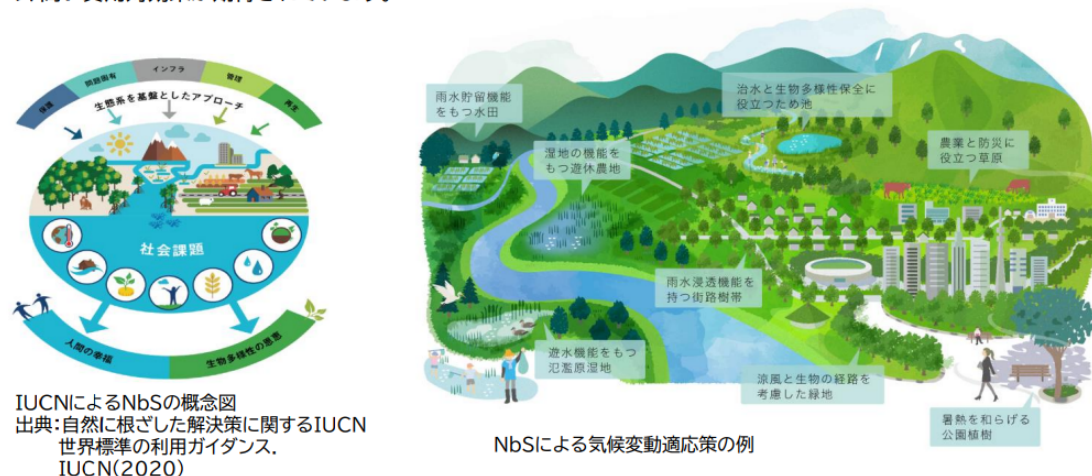 保護
問題固有
インフラ
管理
再生
生態系を基盤としたアプローチ
社会課題
人間の幸福
生物多様性の恩恵
IUCNによるNbSの概念図
出典:自然に根ざした解決策に関するIUCN
世界標準の利用ガイダンス.
IUCN(2020)
雨水貯留機能
をもつ水田
治水と生物多様性保全に
役立つため池
湿地の機能を
もつ遊休農地
農業と防災に
役立つ草原
雨水浸透機能を
持つ街路樹帯
遊水機能をもつ
氾濫原湿地
涼風と生物の経路を
考慮した緑地
暑熱を和らげる
公園植樹
NbSによる気候変動適応策の例